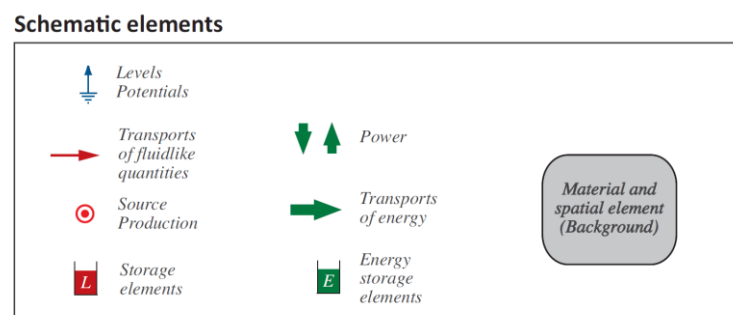 Schematic elements
Levels
Potentials
Transports
of fluidlike
quantities
Power
Source
Production
Transports
of energy
L
Storage
elements
E
Energy
storage
elements
Material and
spatial element
(Background)